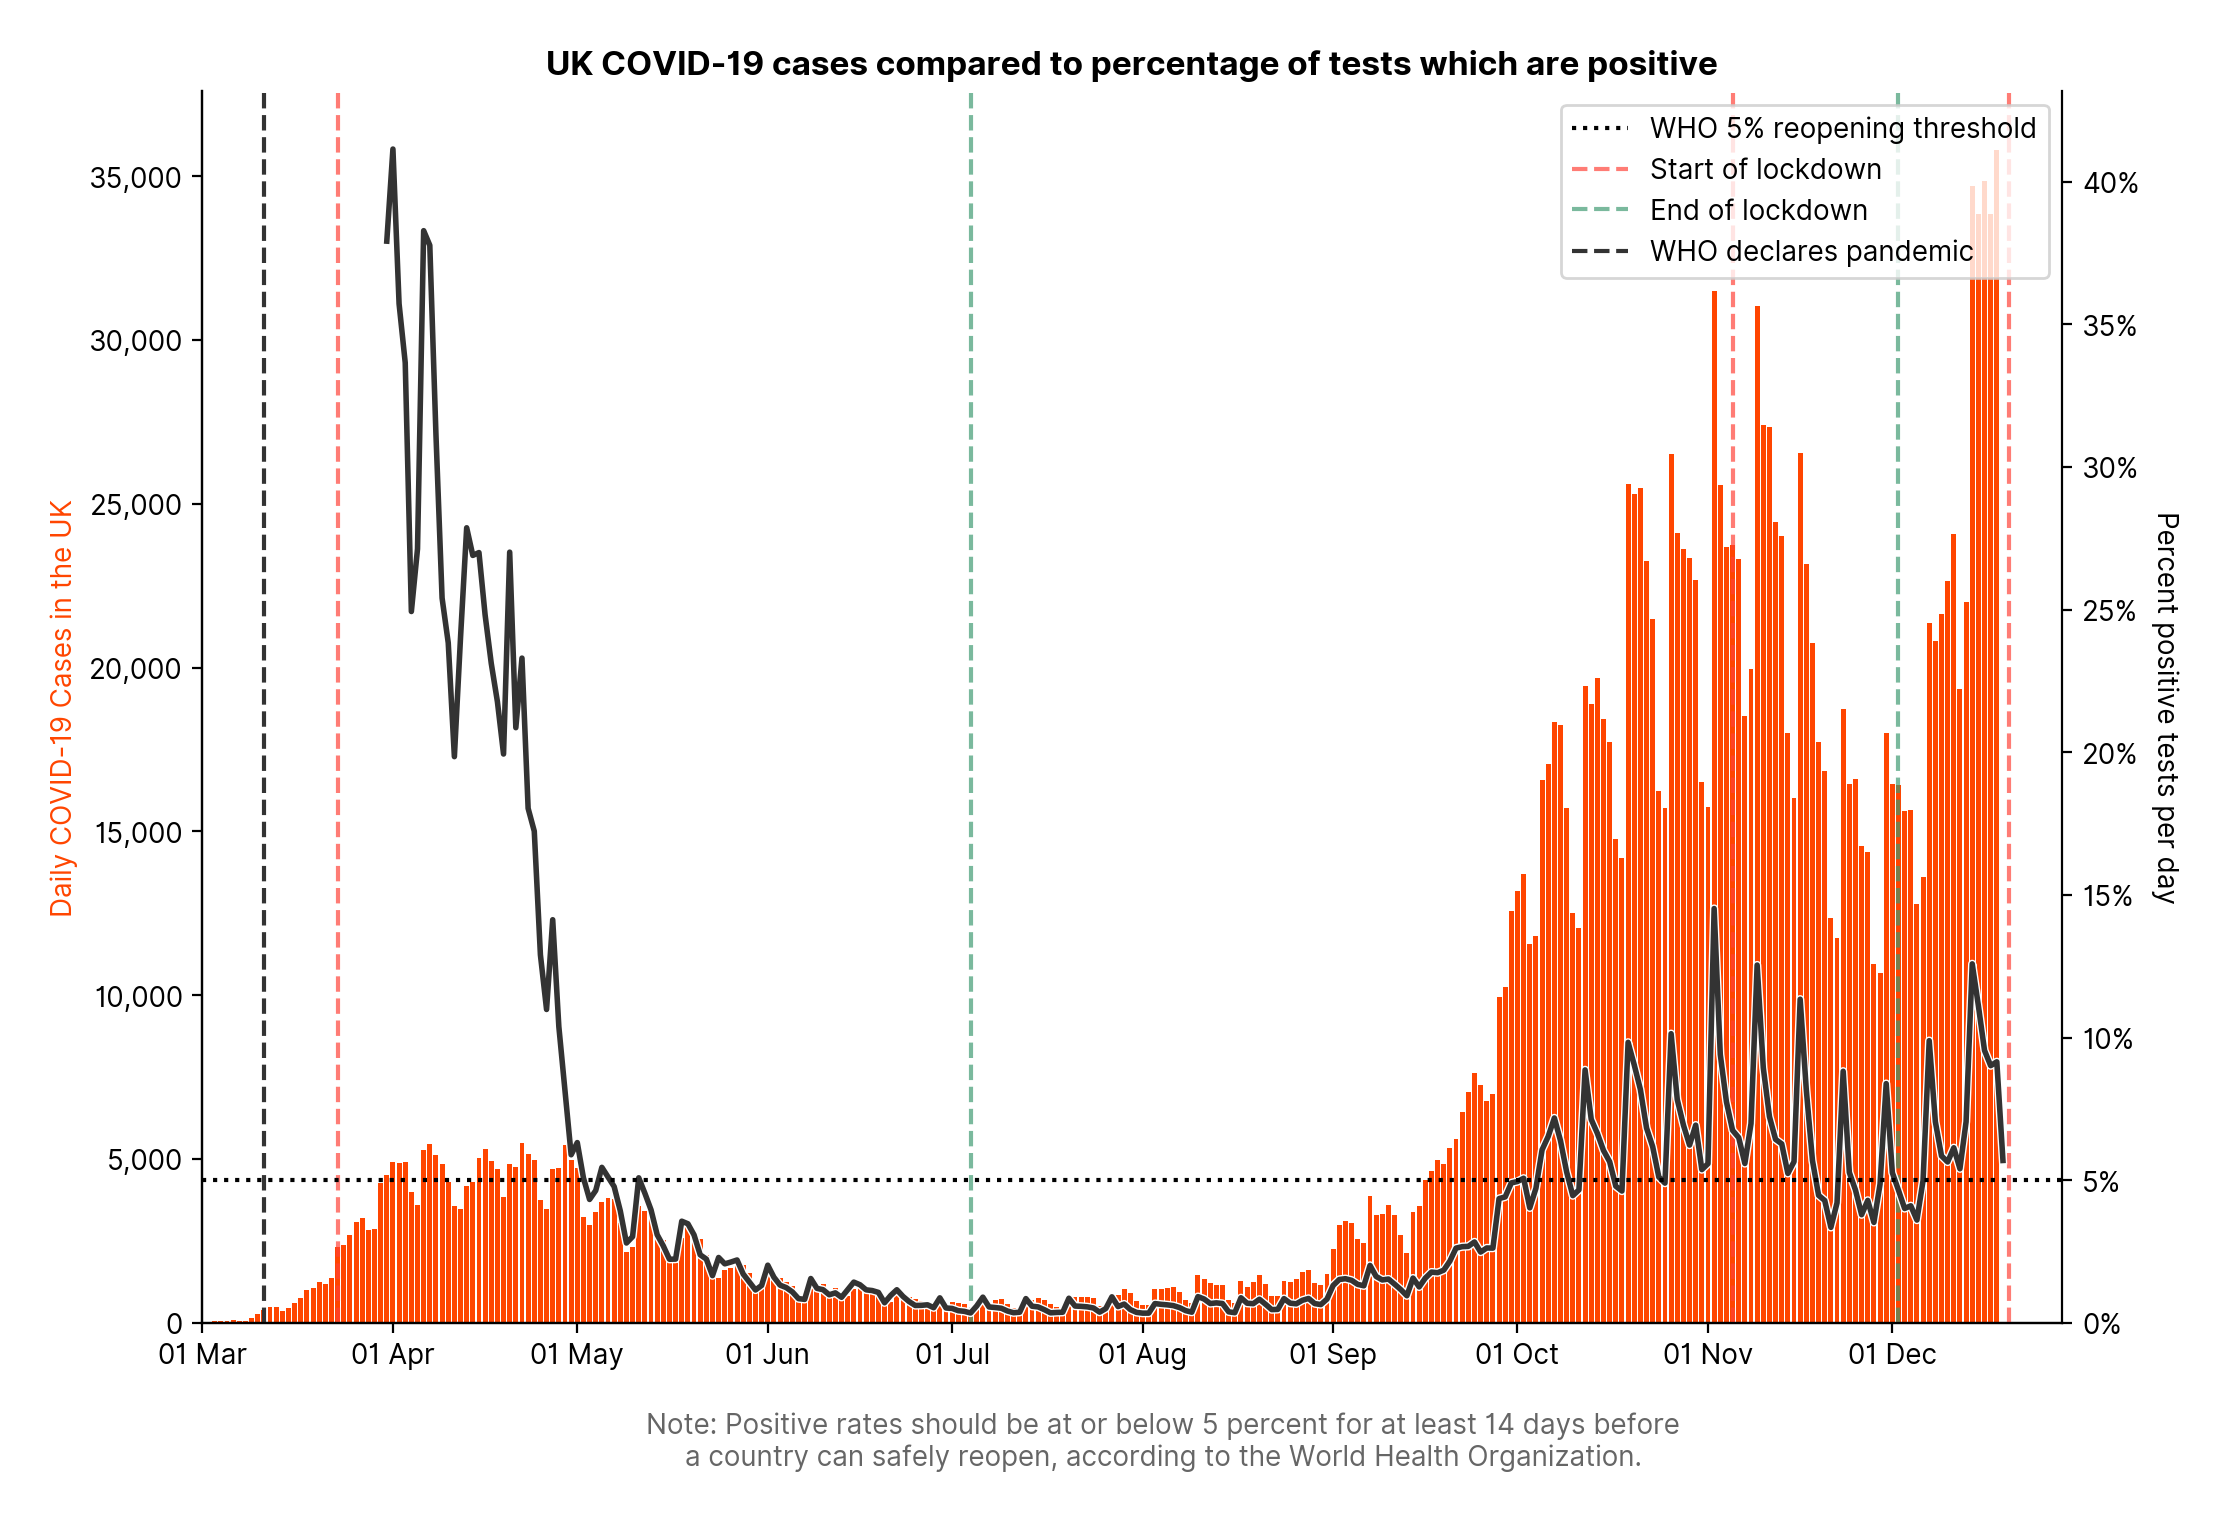 UK COVID-19 cases compared to percentage of tests which are positive
WHO 5% reopening threshold
Start of lockdown
End of lockdown
WHO declares pandemic
Daily COVID-19 Cases in the UK
35,000
30,000
25,000
20,000
15,000
10,000
5,000
0
40%
35%
30%
25%
20%
15%
10%
5%
0%
Percent positive tests per day
01 Mar 01 Apr 01 May 01 Jun 01 Jul 01 Aug 01 Sep 01 Oct 01 Nov 01 Dec
Note: Positive rates should be at or below 5 percent for at least 14 days before
a country can safely reopen, according to the World Health Organization.